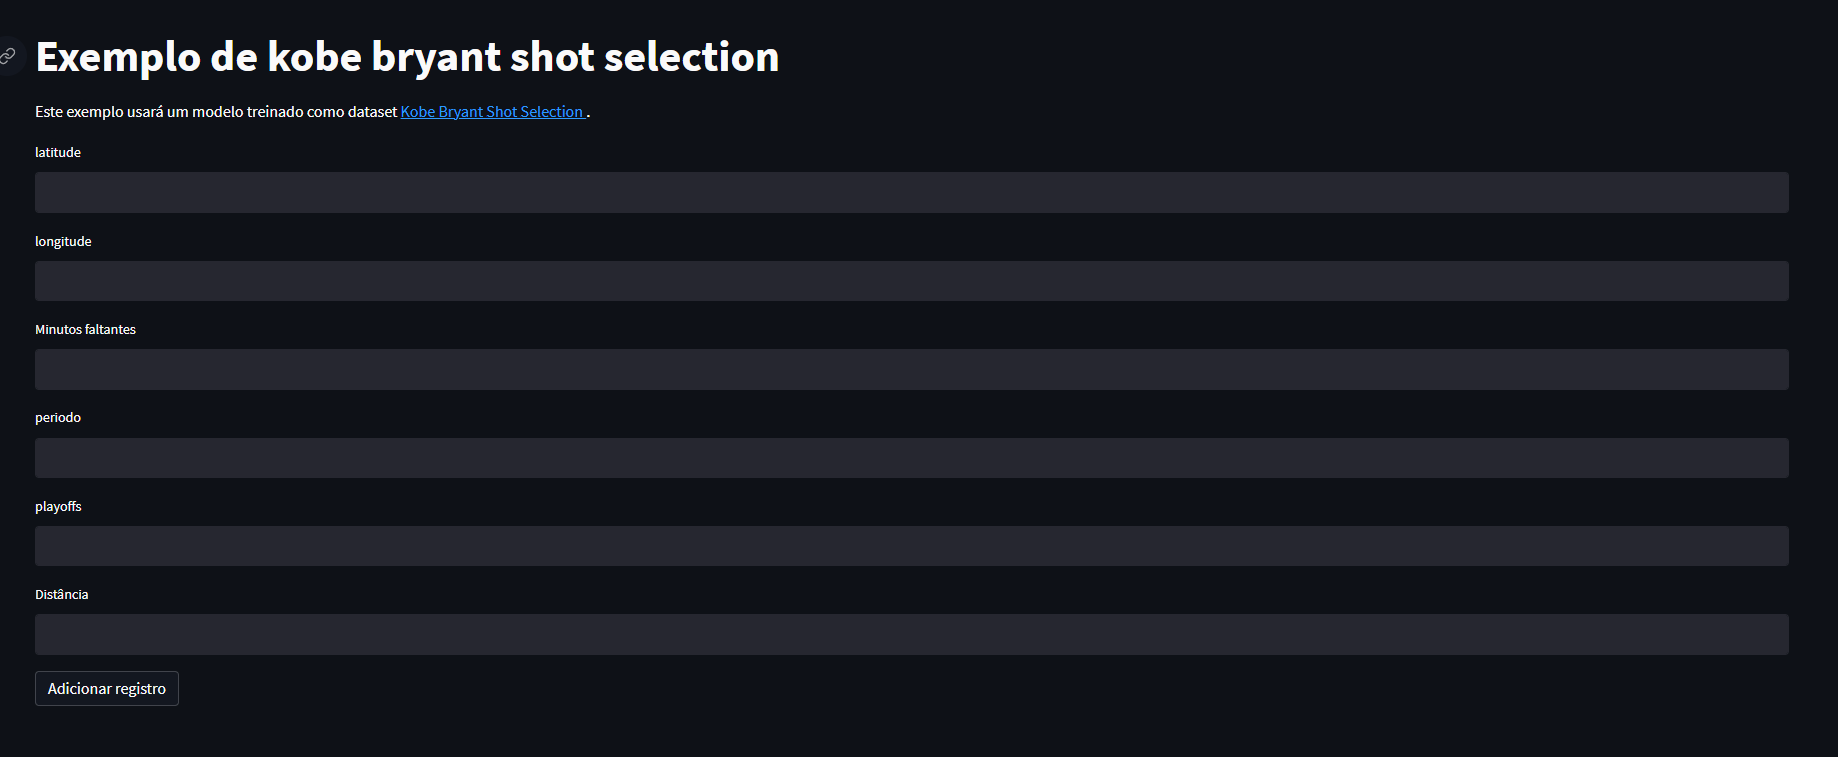 Exemplo de kobe bryant shot selection
Este exemplo usará um modelo treinado como dataset Kobe Bryant Shot Selection .
latitude
longitude
Minutos faltantes
periodo
playoffs
Distância
Adicionar registro